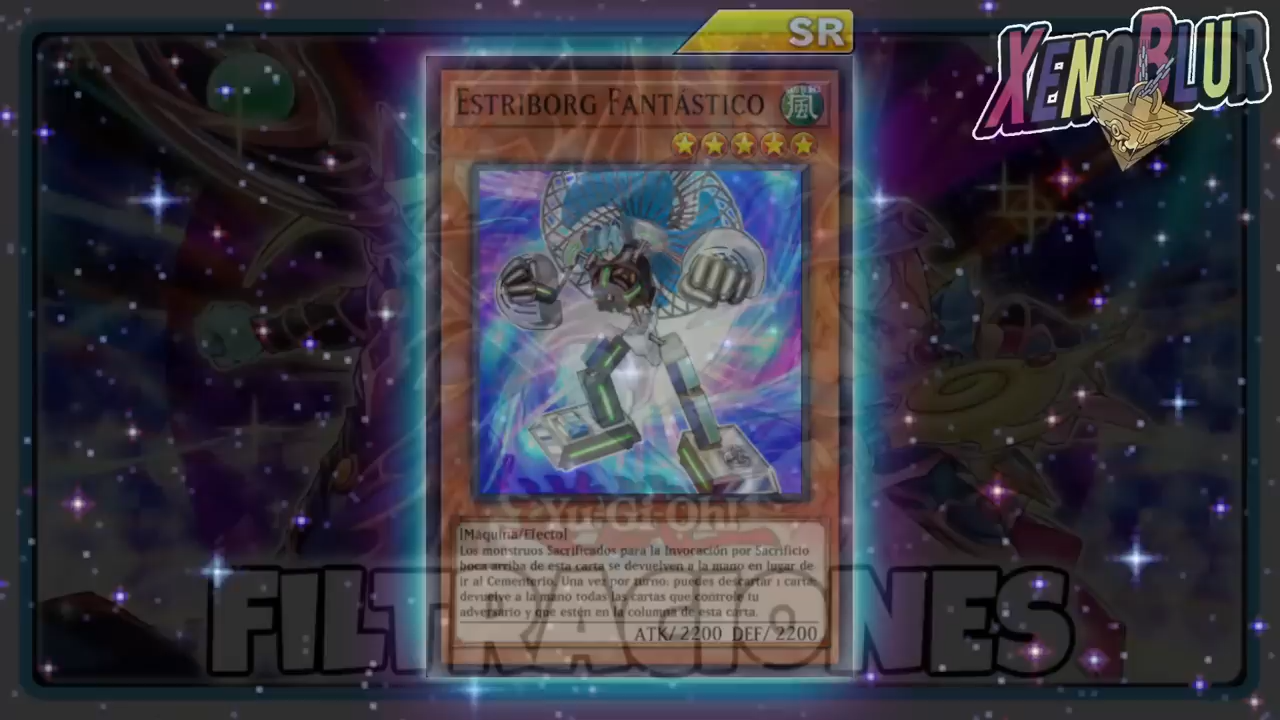 SR
XENOBLUR
ESTRIBORG FANTÁSTICO
風
Yu-Gi-Oh!
[Máquina/Efecto]
Los monstruos Sacrificados para la Invocación por Sacrificio
boca arriba de esta carta se devuelven a la mano en lugar de
ir al Cementerio. Una vez por turno: puedes descartar 1 carta;
devuelve a la mano todas las cartas que controle tu
adversario y que estén en la columna de esta carta.
ATK/ 2200 DEF/ 2200
FILTRACIONES